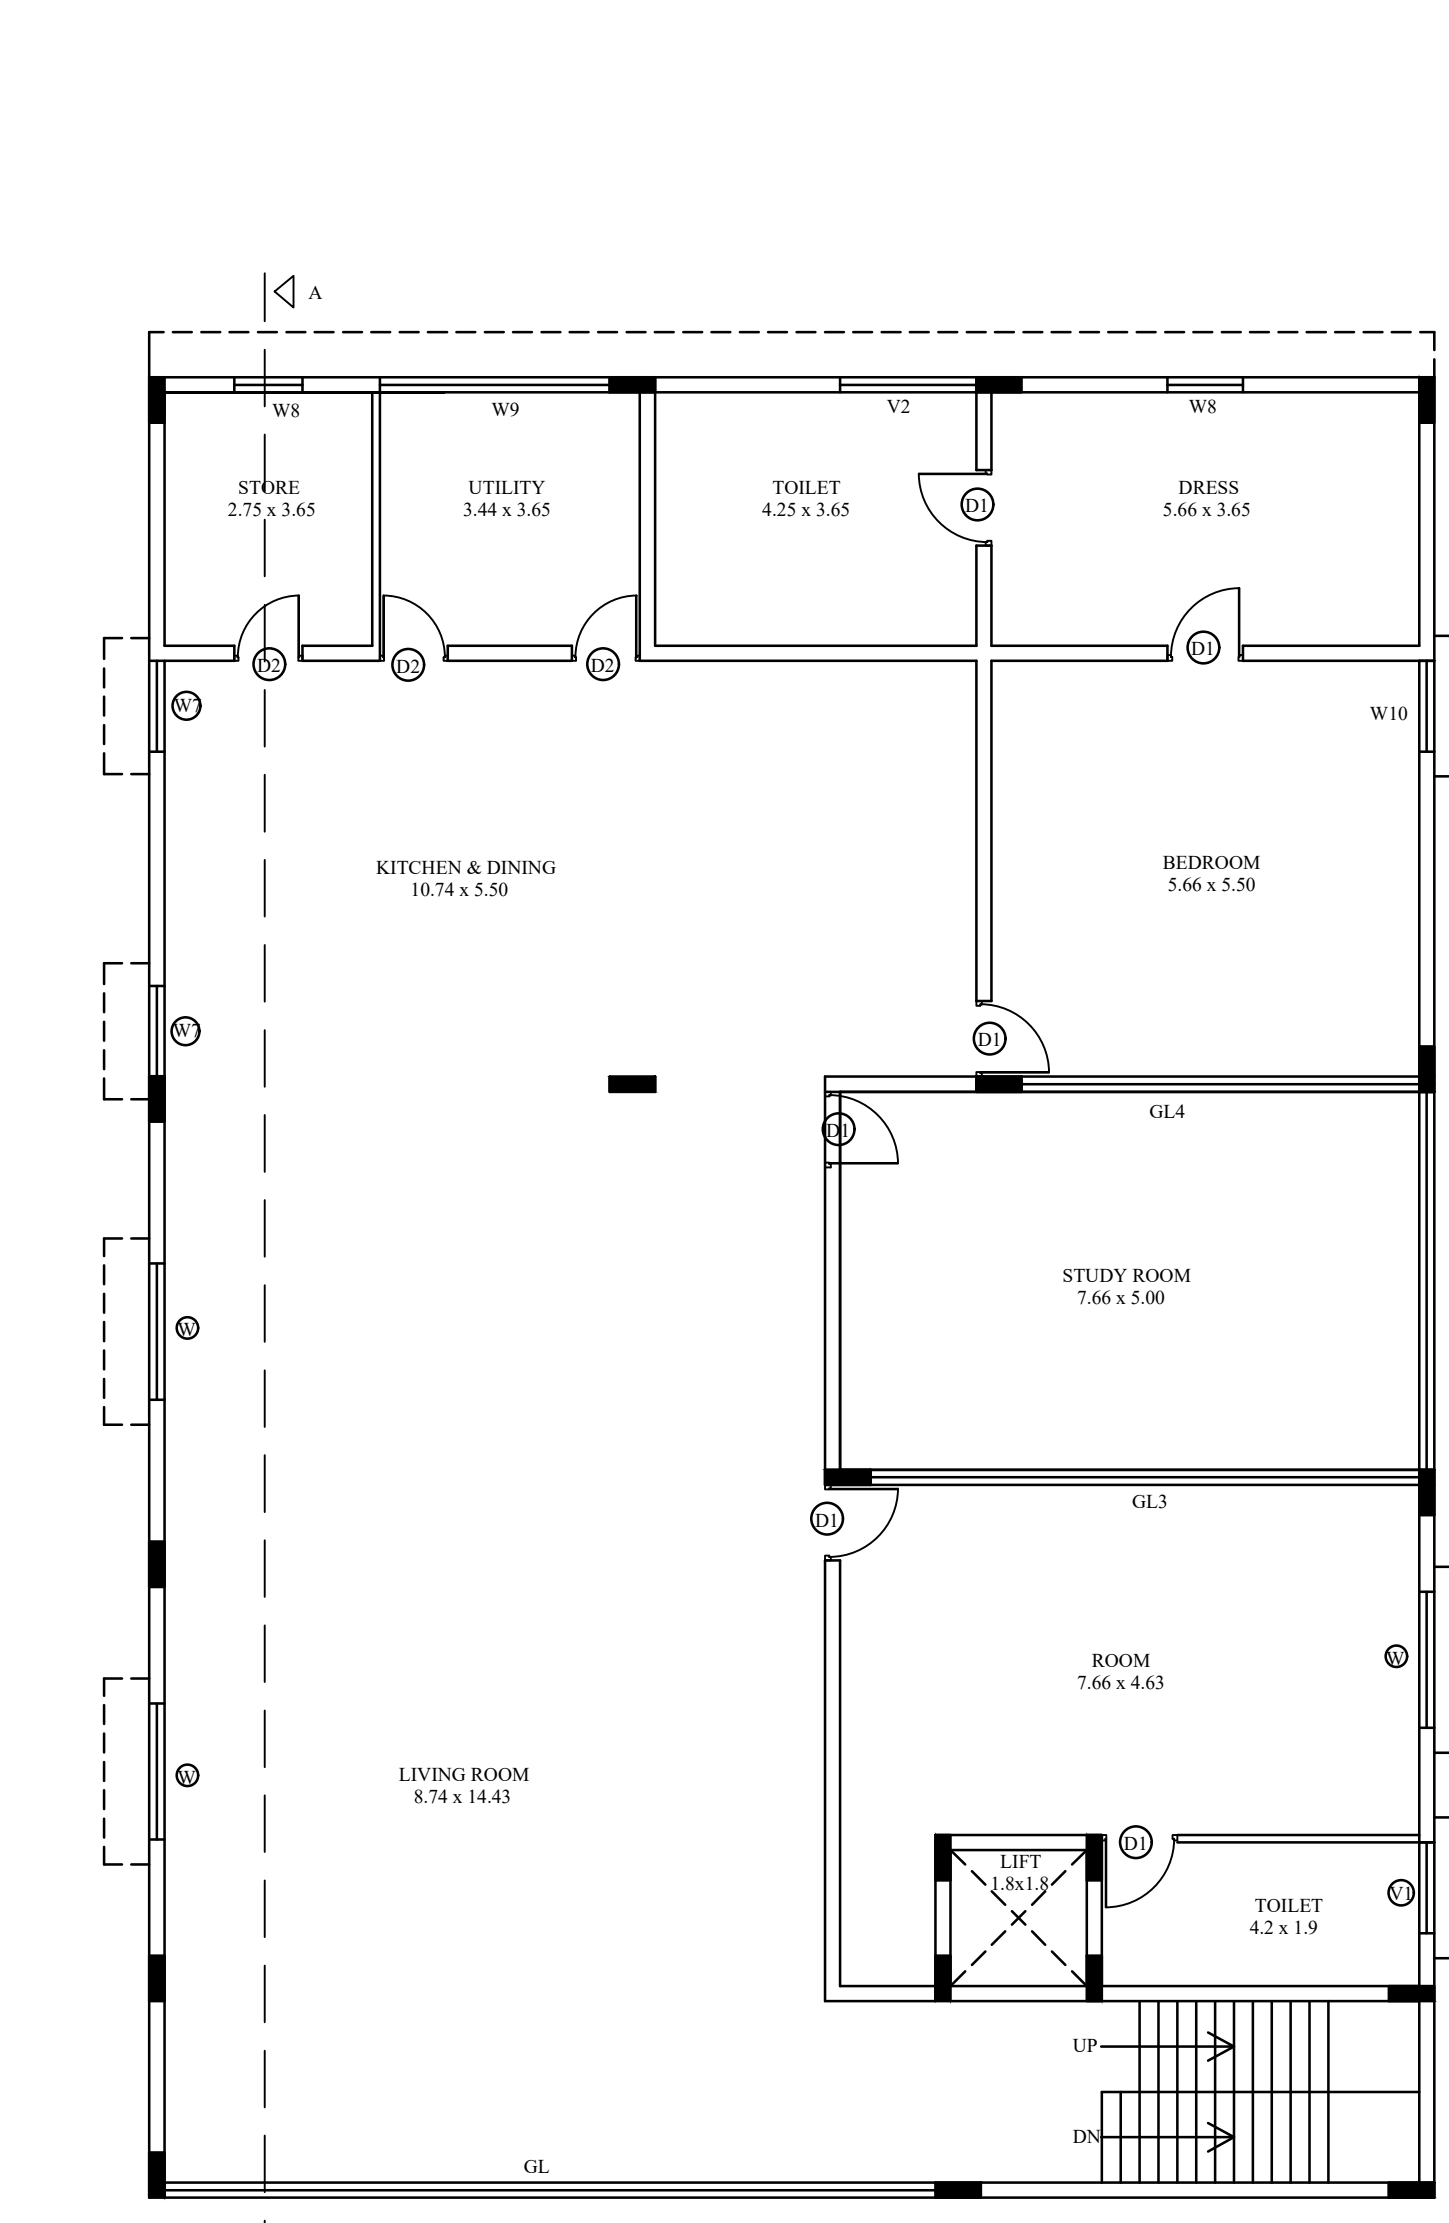 A
W8
W9
V2
W8
STORE
2.75 x 3.65
UTILITY
3.44 x 3.65
TOILET
4.25 x 3.65
D1
DRESS
5.66 x 3.65
D2
D2
D2
D1
W7
W10
KITCHEN & DINING
10.74 x 5.50
BEDROOM
5.66 x 5.50
W7
D1
GL4
D1
STUDY ROOM
7.66 x 5.00
W
GL3
D1
ROOM
7.66 x 4.63
W
LIVING ROOM
8.74 x 14.43
W
D1
LIFT
1.8x1.8
V1
TOILET
4.2 x 1.9
UP
DN
GL